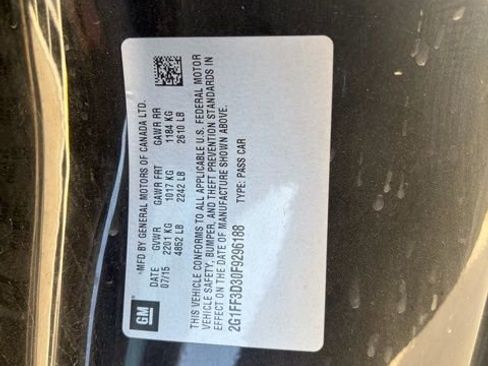 GM
*MFD BY GENERAL MOTORS OF CANADA LTD.
DATE GVWR GAWR FRT GAWR RR
07/15 2201 KG 1017 KG 1184 KG
4852 LB 2242 LB 2610 LB
THIS VEHICLE CONFORMS TO ALL APPLICABLE U.S. FEDERAL MOTOR
VEHICLE SAFETY, BUMPER, AND THEFT PREVENTION STANDARDS IN
EFFECT ON THE DATE OF MANUFACTURE SHOWN ABOVE.
2G1FF3D30F9296188 TYPE: PASS CAR